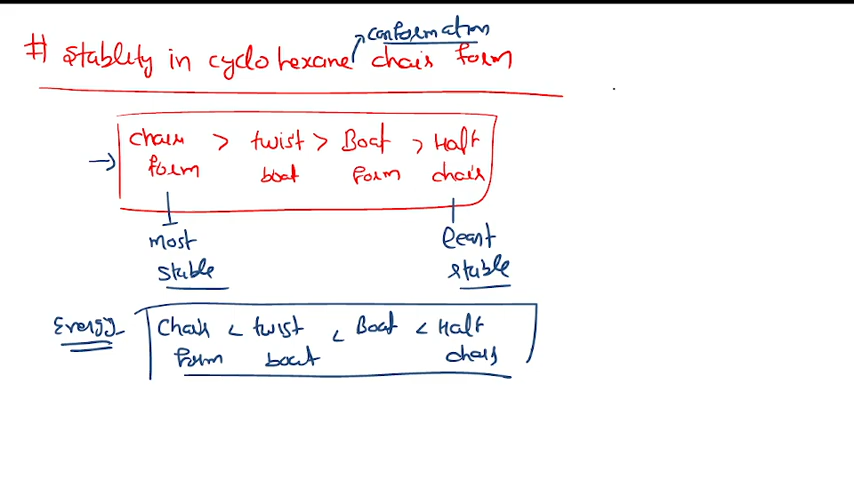 conformation
# Stablity in cyclohexane chair form
chair > twist > Boat > Half
form boat form chair
most least
stable stable
Energy chair < twist < Boat < Half
form boat chair